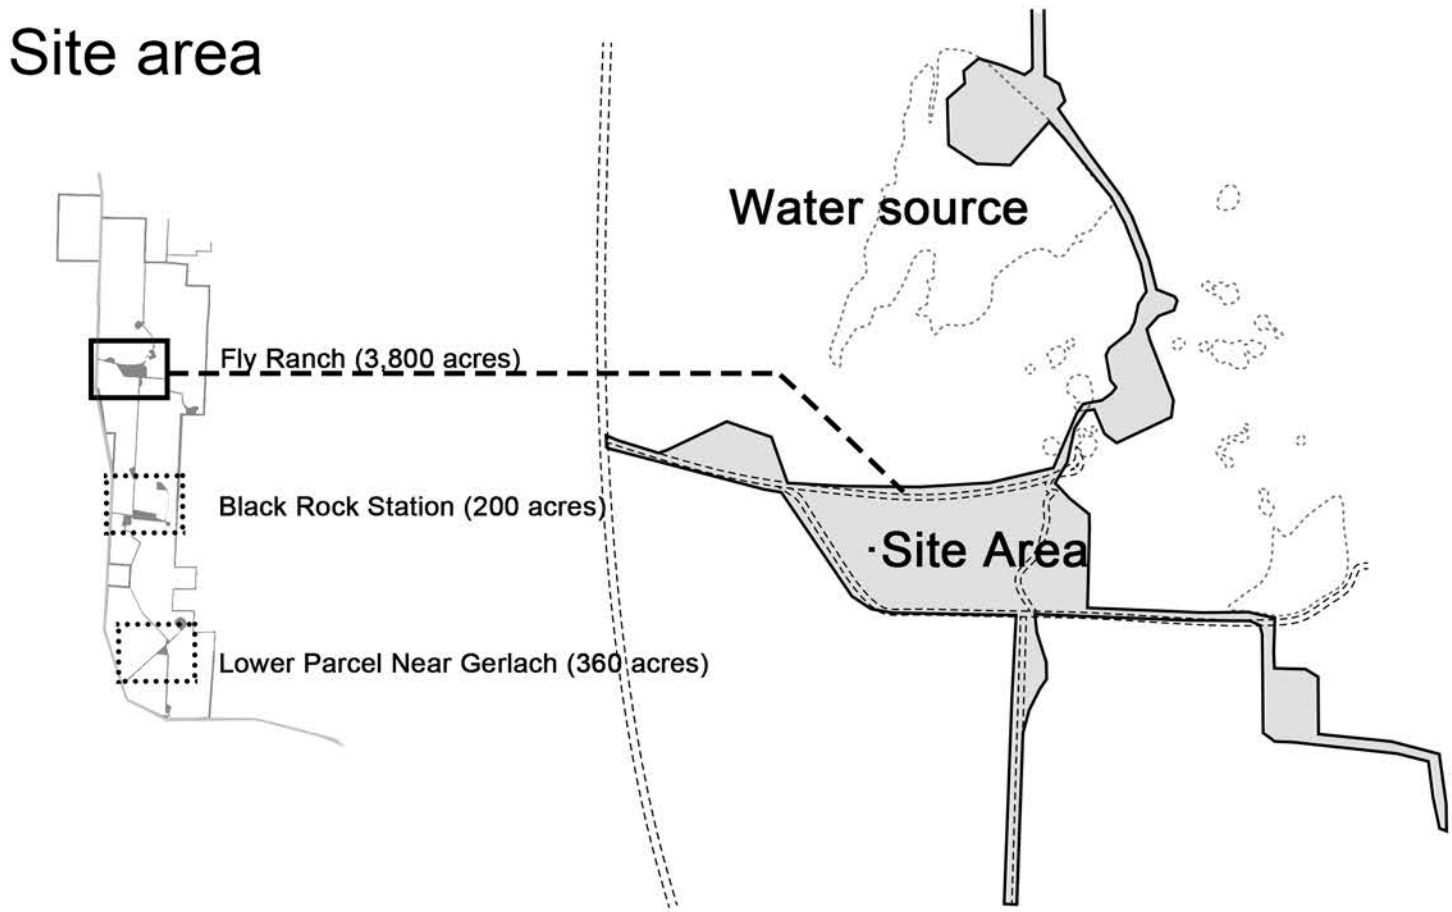 Site area
Water source
Fly Ranch (3,800 acres)
Black Rock Station (200 acres)
·Site Area
Lower Parcel Near Gerlach (360 acres)